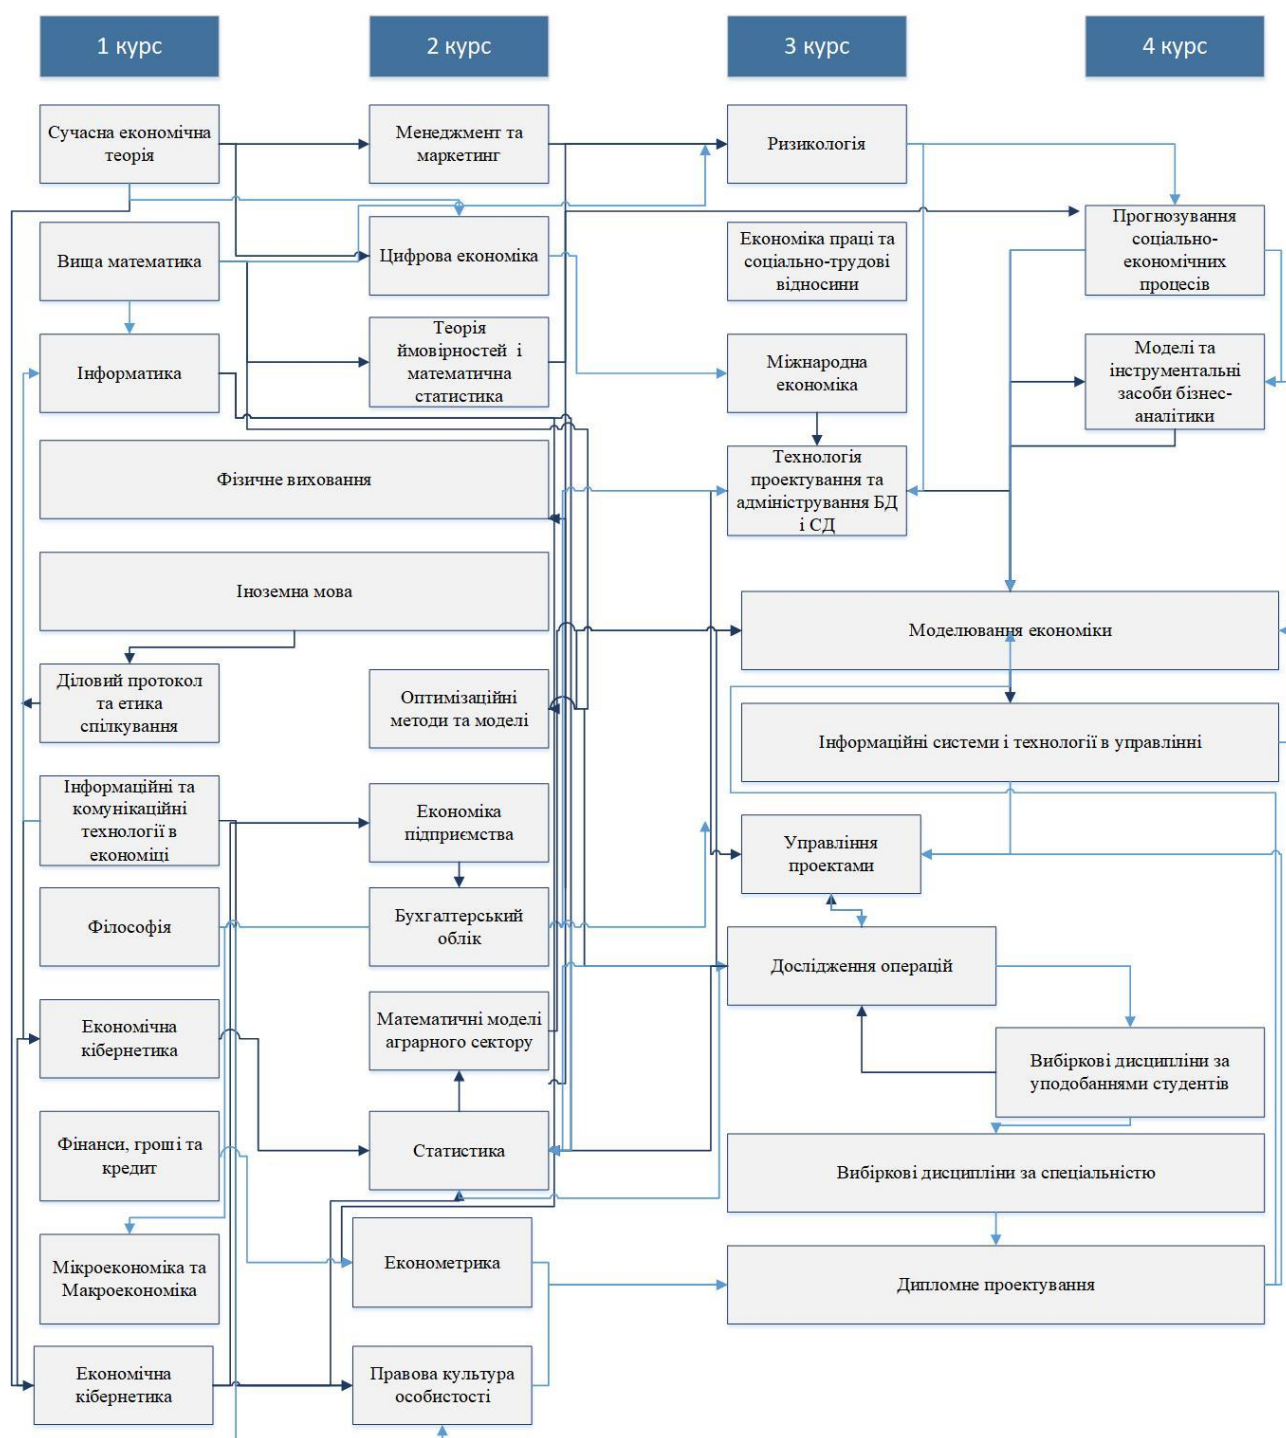 1 курс
2 курс
3 курс
4 курс
Сучасна економічна
теорія
Менеджмент та
маркетинг
Ризикологія
Вища математика
Цифрова економіка
Економіка праці та
соціально-трудові
відносини
Прогнозування
соціально-
економічних
процесів
Інформатика
Теорія
ймовірностей і
математична
статистика
Міжнародна
економіка
Моделі та
інструментальні
засоби бізнес-
аналітики
Фізичне виховання
Технологія
проектування та
адміністрування БД
і СД
Іноземна мова
Моделювання економіки
Діловий протокол
та етика
спілкування
Оптимізаційні
методи та моделі
Інформаційні системи і технології в управлінні
Інформаційні та
комунікаційні
технології в
економіці
Економіка
підприємства
Управління
проектами
Філософія
Бухгалтерський
облік
Дослідження операцій
Економічна
кібернетика
Математичні моделі
аграрного сектору
Вибіркові дисципліни за
уподобаннями студентів
Фінанси, гроші та
кредит
Статистика
Вибіркові дисципліни за спеціальністю
Мікроекономіка та
Макроекономіка
Економетрика
Дипломне проектування
Економічна
кібернетика
Правова культура
особистості